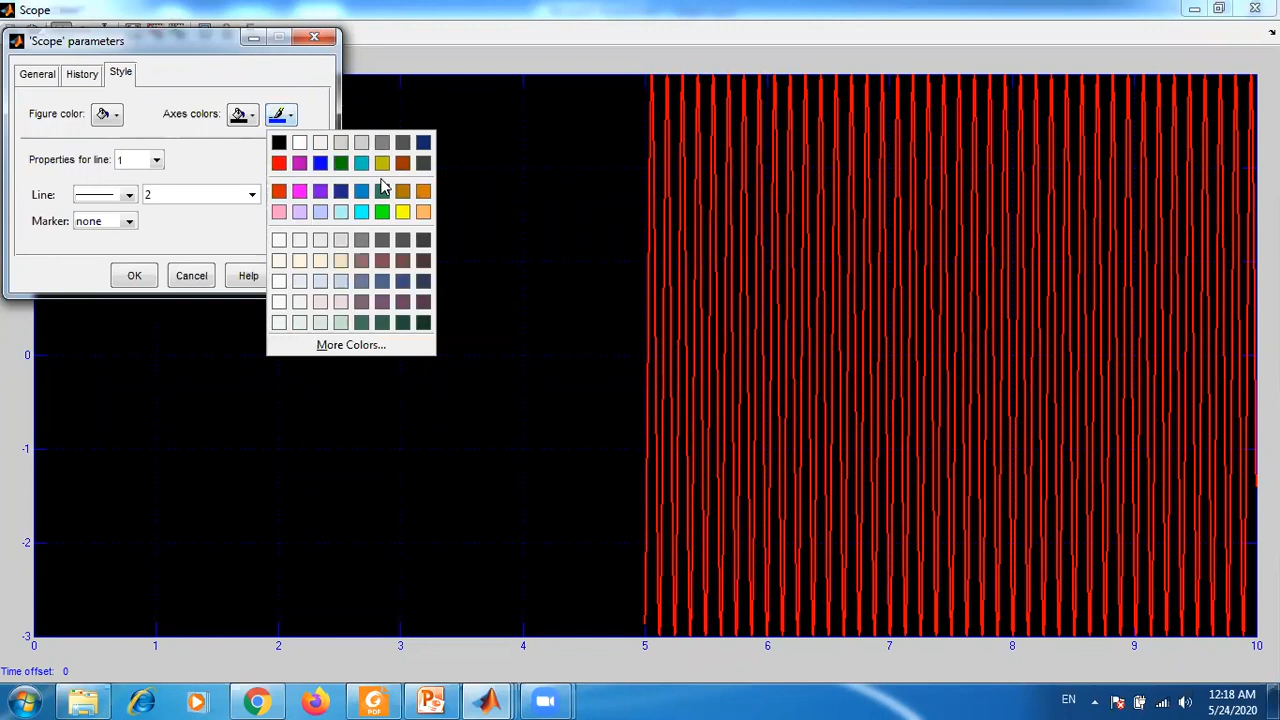 Scope
'Scope' parameters
General
History
Style
Figure color:
Axes colors:
Properties for line:
1
Line:
2
Marker:
none
OK
Cancel
Help
More Colors...
0
-1
-2
-3
0
1
2
3
4
5
6
7
8
9
10
Time offset: 0
PDF
EN
12:18 AM
5/24/2020